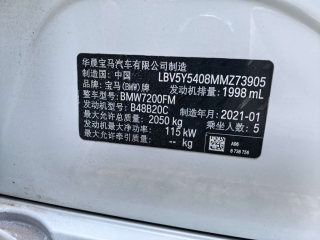 华晨宝马汽车有限公司制造
制造国：中国 LBV5Y5408MMZ73905
品牌：宝马(BMW)牌 发动机排量：1998 mL
整车型号：BMW7200FM
发动机型号：B48B20C 制造年月：2021-01
最大允许总质量：2050 kg 乘坐人数：5
发动机最大净功率：115 kW
最大允许牵引质量：-- kg
A96